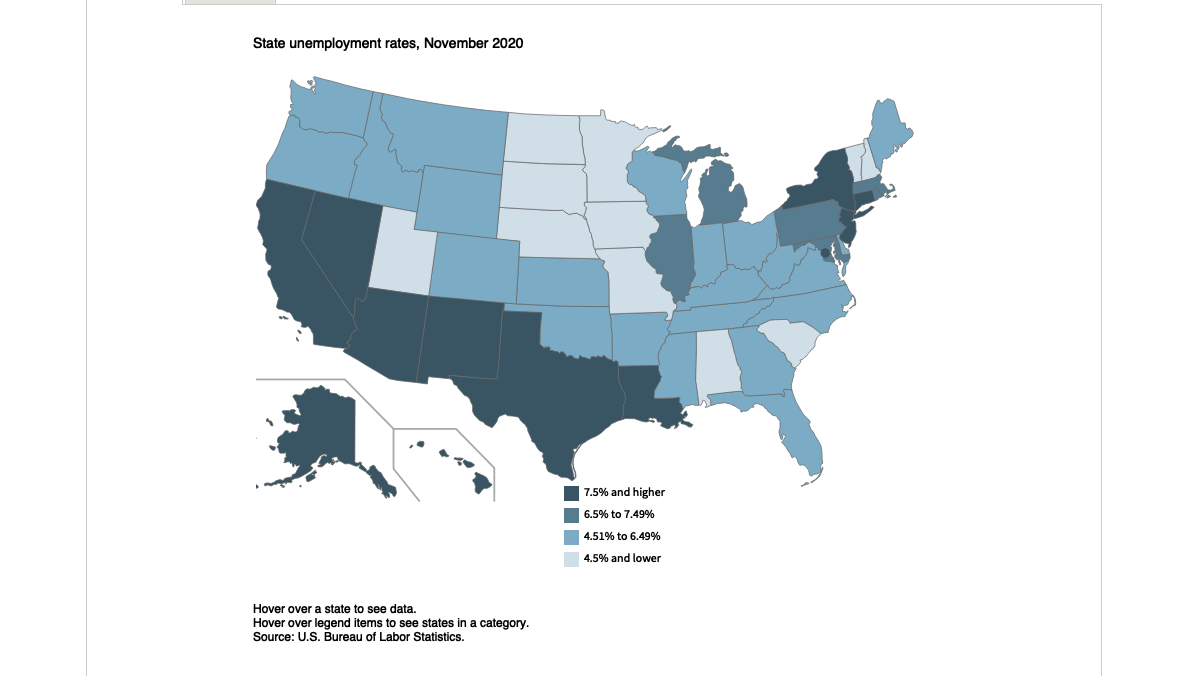 State unemployment rates, November 2020
7.5% and higher
6.5% to 7.49%
4.51% to 6.49%
4.5% and lower
Hover over a state to see data.
Hover over legend items to see states in a category.
Source: U.S. Bureau of Labor Statistics.